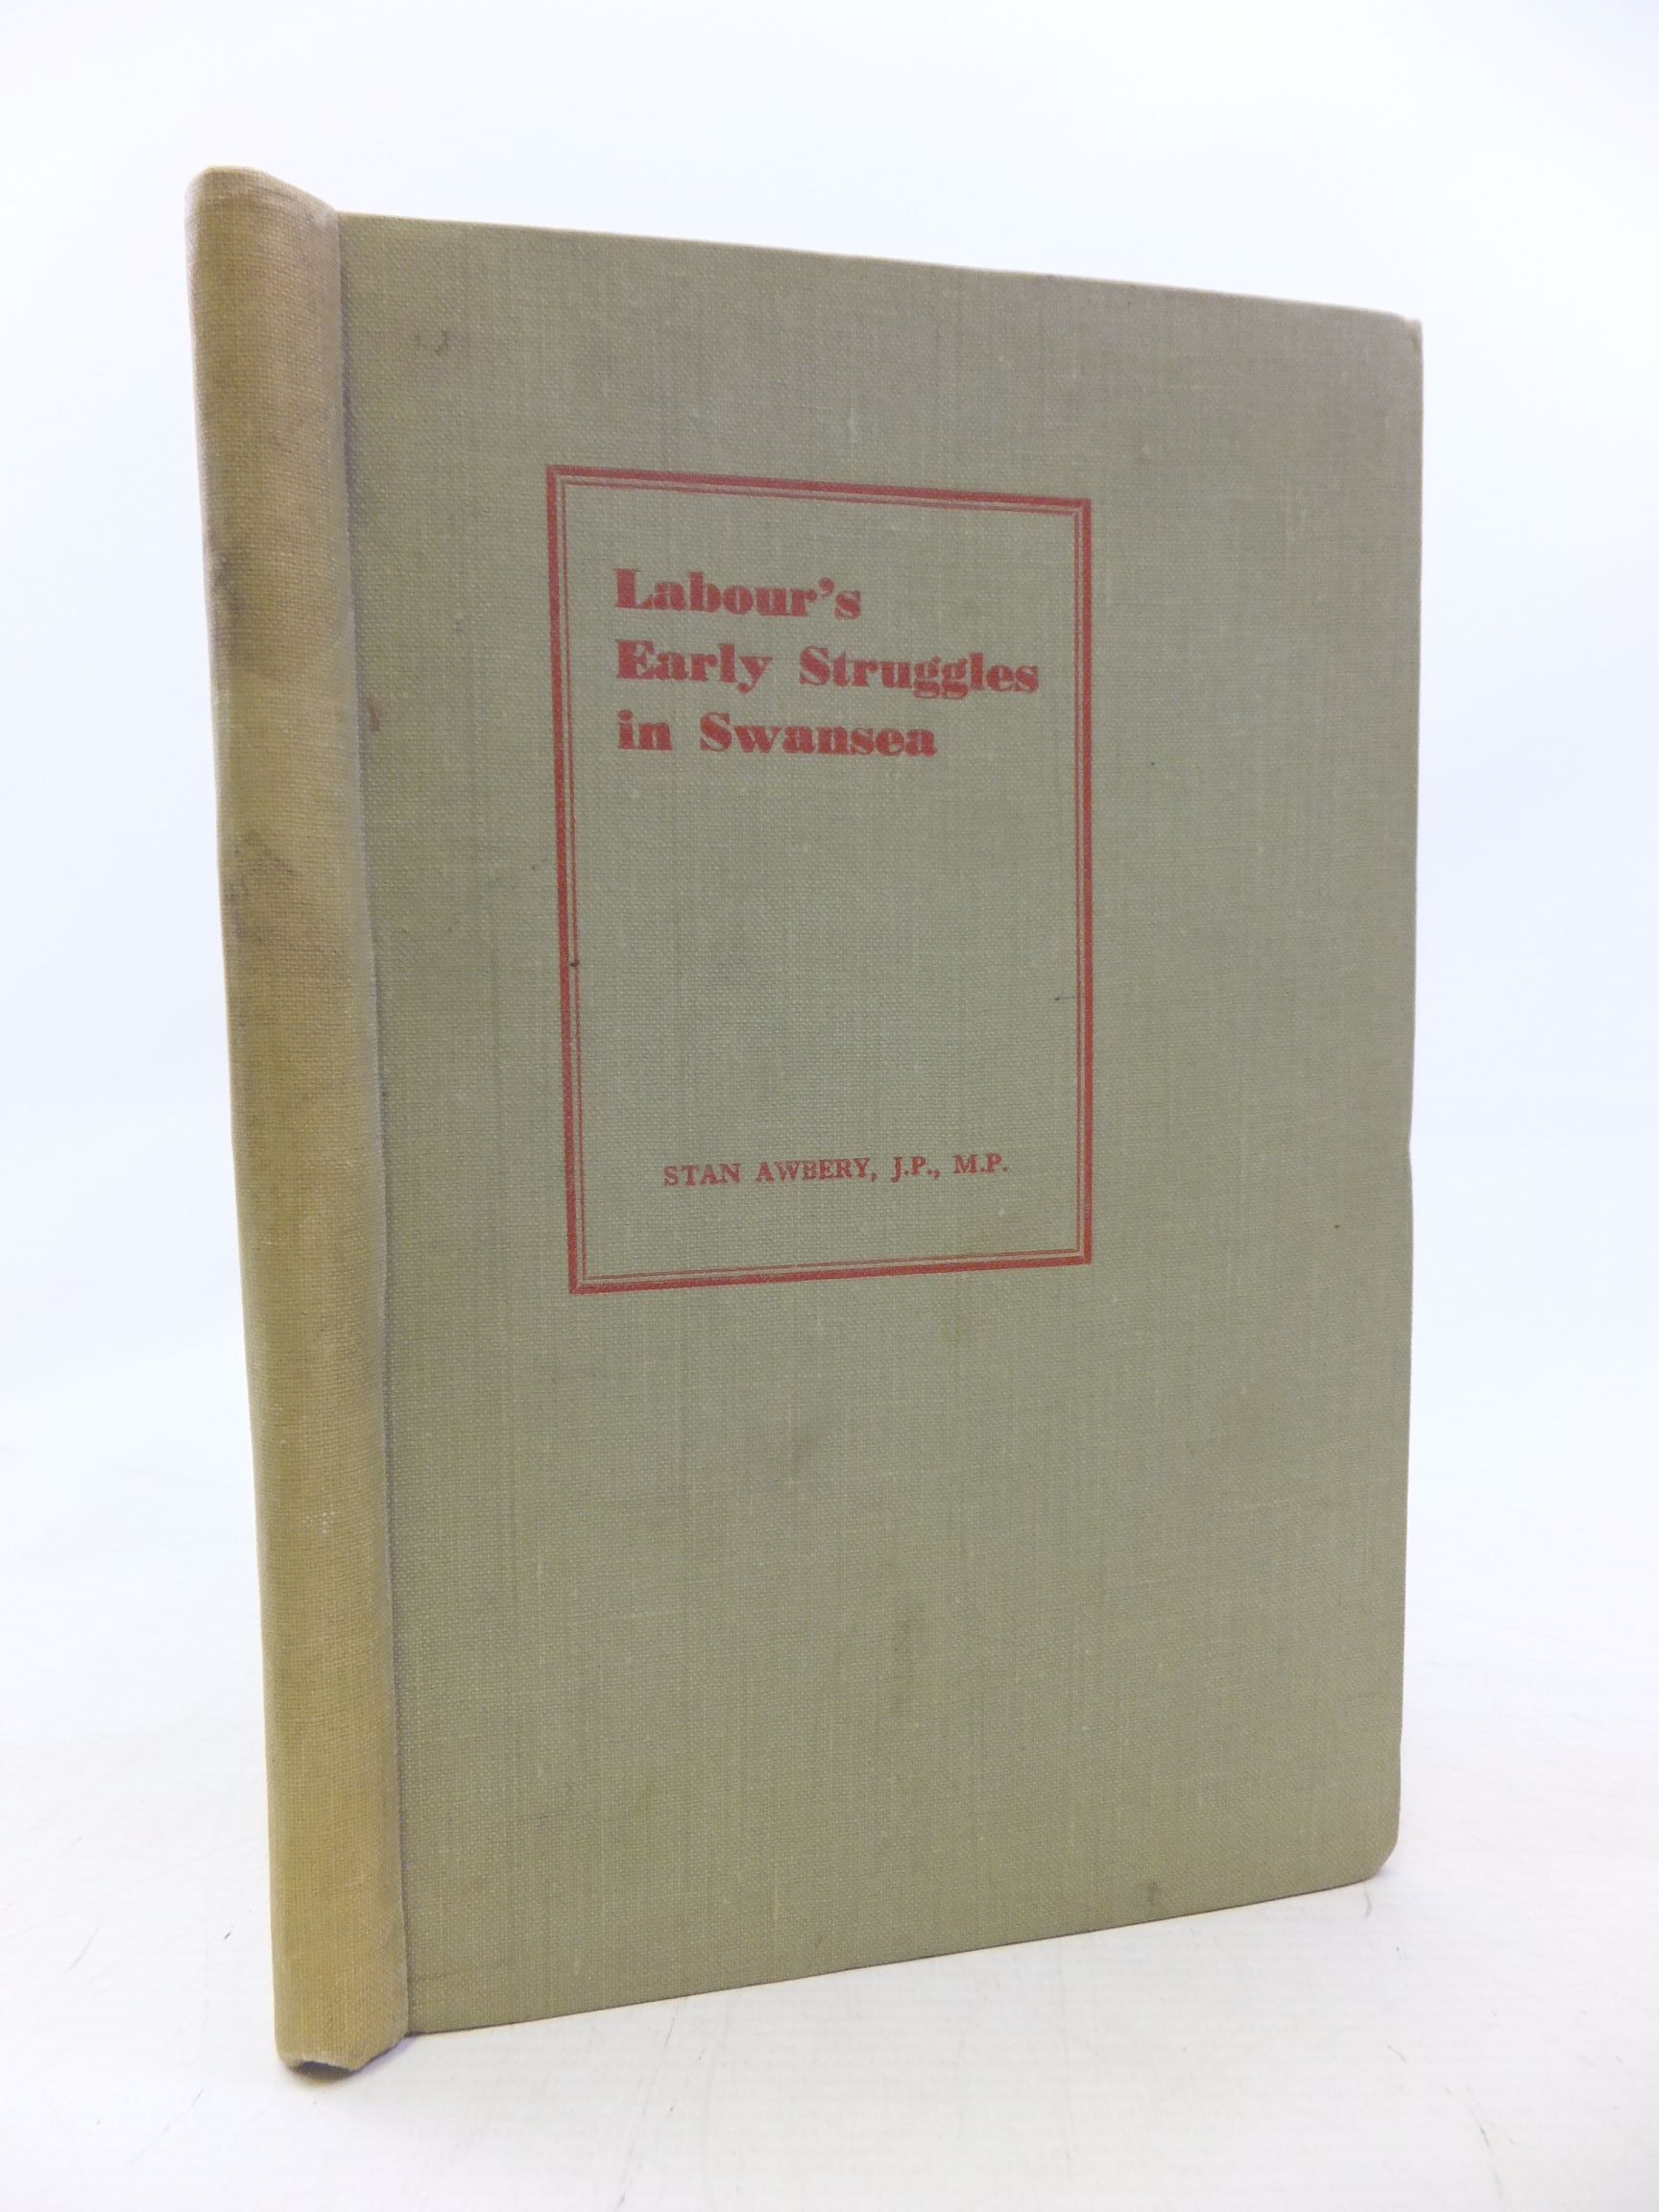 Labour's
Early Struggles
in Swansea
STAN AWBERY, J.P., M.P.